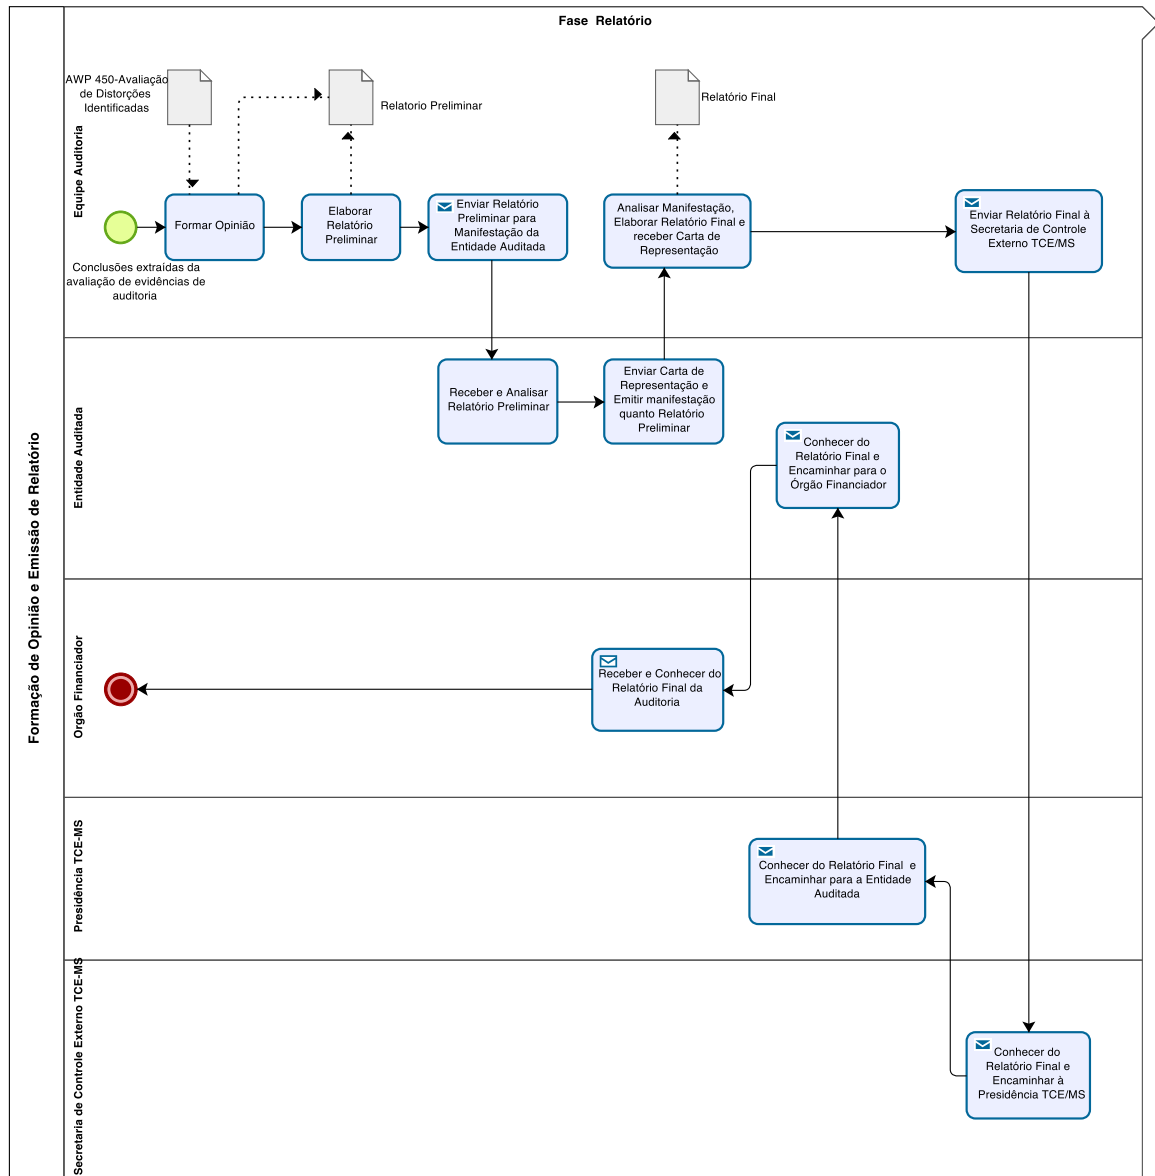 Fase  Relatório
Formação de Opinião e Emissão de Relatório
Equipe Auditoria
AWP 450-Avaliação
de Distorções
Identificadas
Relatorio Preliminar
Relatório Final
Conclusões extraídas da
avaliação de evidências de
auditoria
Formar Opinião
Elaborar
Relatório
Preliminar
Enviar Relatório
Preliminar para
Manifestação da
Entidade Auditada
Analisar Manifestação,
Elaborar Relatório Final e
receber Carta de
Representação
Enviar Relatório Final à
Secretaria de Controle
Externo TCE/MS
Entidade Auditada
Receber e Analisar
Relatório Preliminar
Enviar Carta de
Representação e
Emitir manifestação
quanto Relatório
Preliminar
Conhecer do
Relatório Final e
Encaminhar para o
Órgão Financiador
Orgão Financiador
Receber e Conhecer do
Relatório Final da
Auditoria
Presidência TCE-MS
Conhecer do Relatório Final  e
Encaminhar para a Entidade
Auditada
Secretaria de Controle Externo TCE-MS
Conhecer do
Relatório Final e
Encaminhar à
Presidência TCE/MS